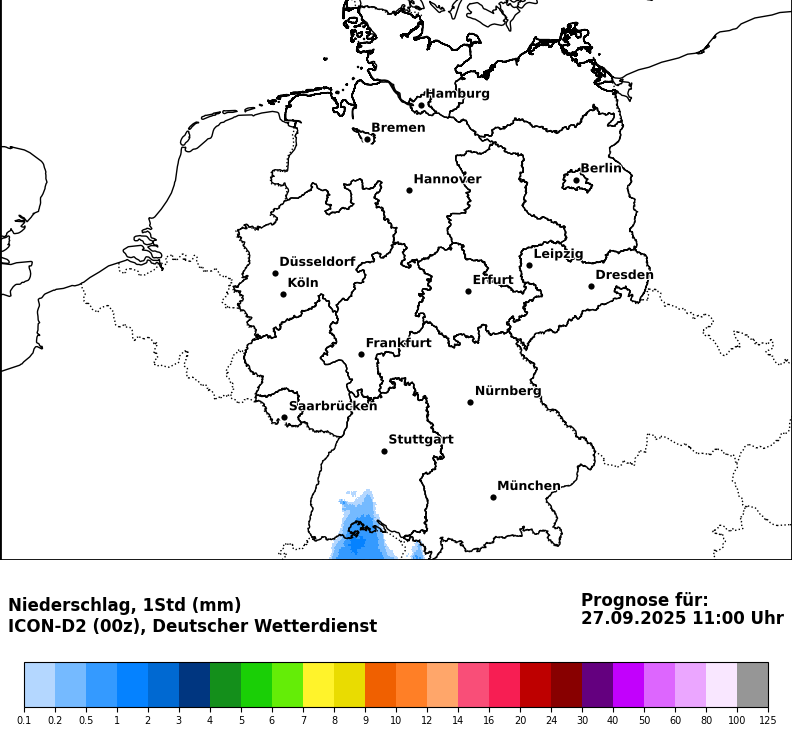 Hamburg
Bremen
Berlin
Hannover
Leipzig
Düsseldorf
Dresden
Köln
Erfurt
Frankfurt
Nürnberg
Saarbrücken
Stuttgart
München
Niederschlag, 1Std (mm)
ICON-D2 (00z), Deutscher Wetterdienst
Prognose für:
27.09.2025 11:00 Uhr
0.1 0.2 0.5 1 2 3 4 5 6 7 8 9 10 12 14 16 20 24 30 40 50 60 80 100 125